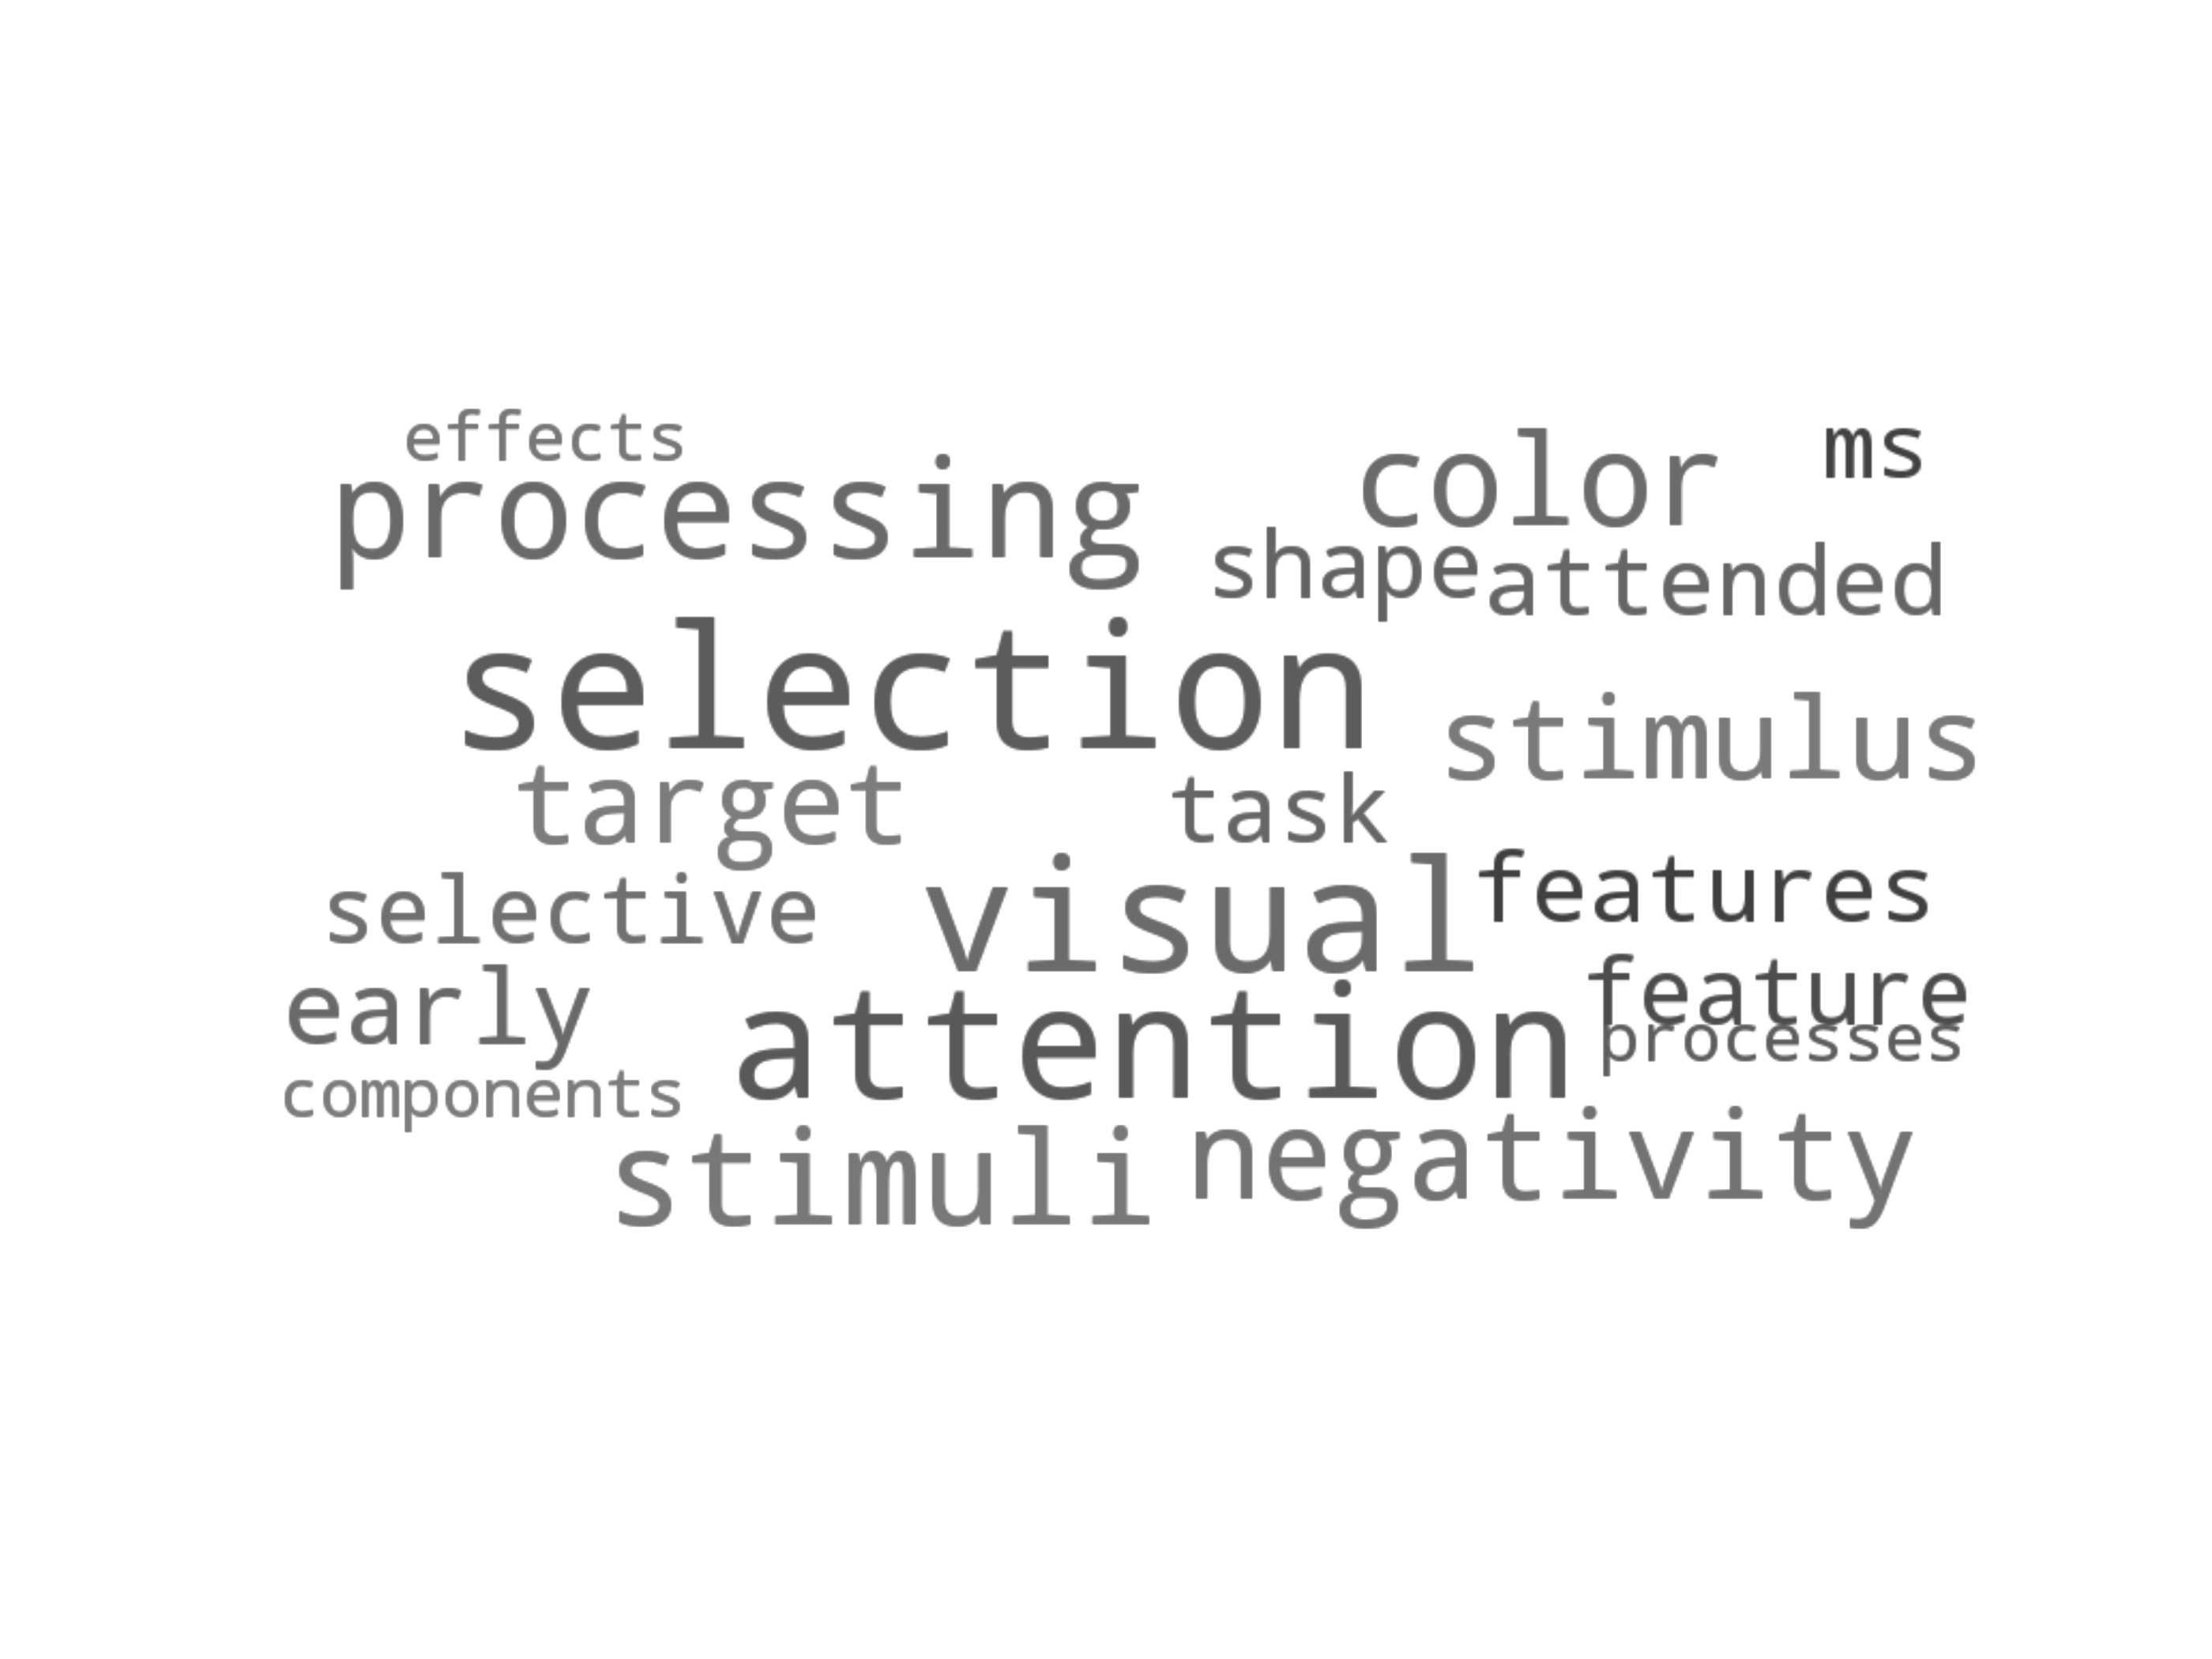 effects
color ms
processing
shape attended
selection
stimulus
target task
selective visual features
early attention feature
processes
components
stimuli negativity